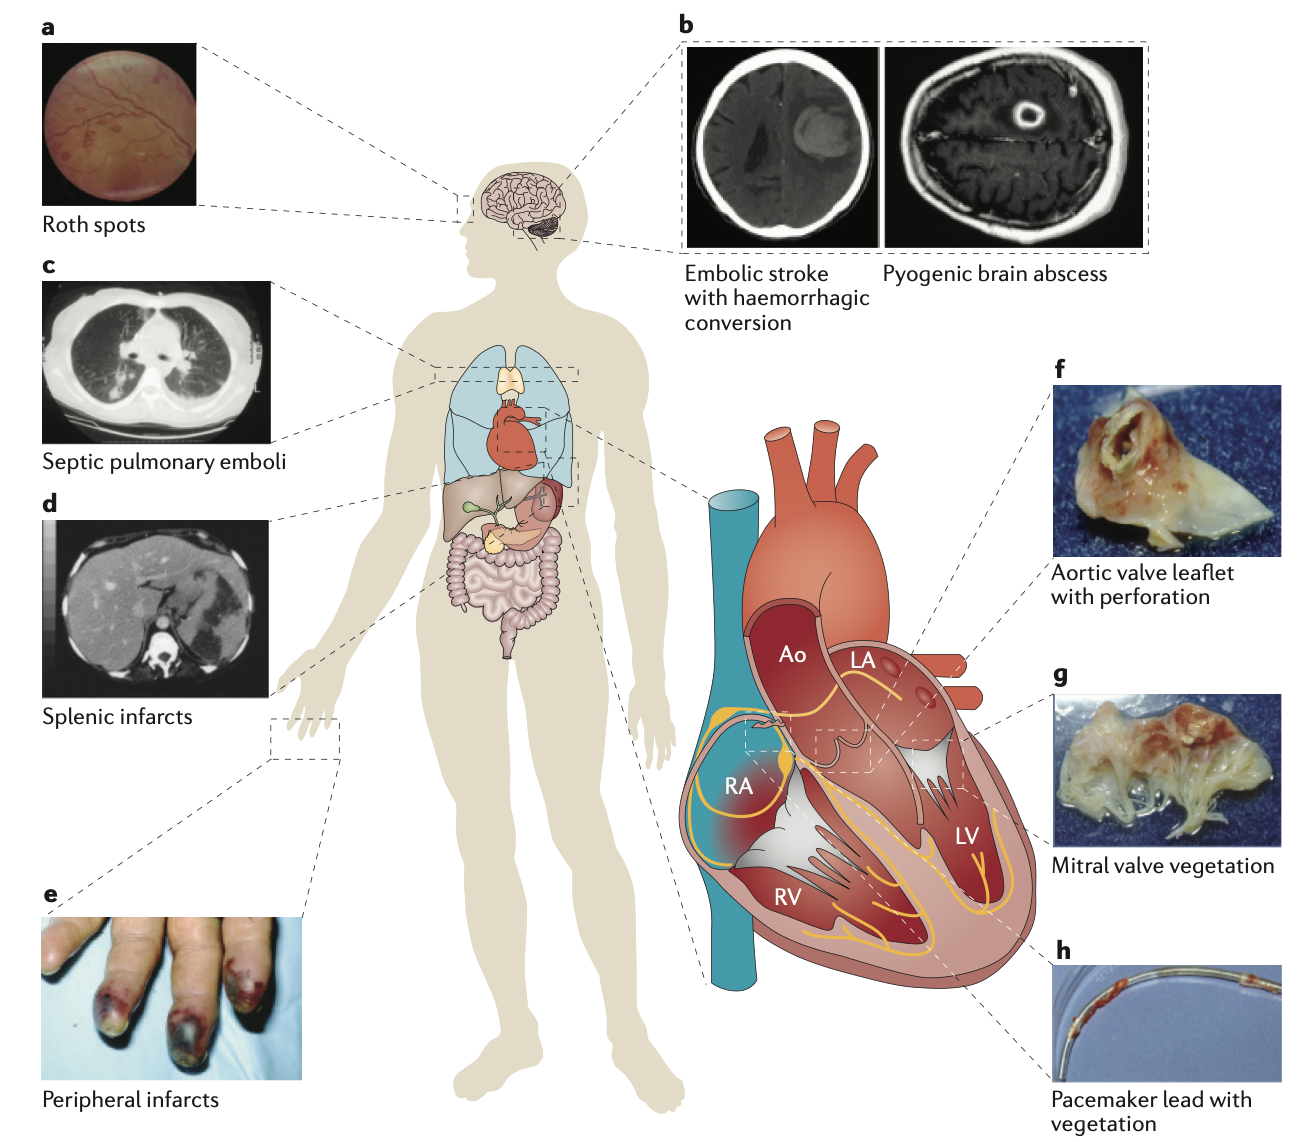 a
Roth spots
b
Embolic stroke
with haemorrhagic
conversion
Pyogenic brain abscess
c
Septic pulmonary emboli
d
Splenic infarcts
e
Peripheral infarcts
f
Aortic valve leaflet
with perforation
g
Mitral valve vegetation
h
Pacemaker lead with
vegetation
Ao
LA
RA
LV
RV